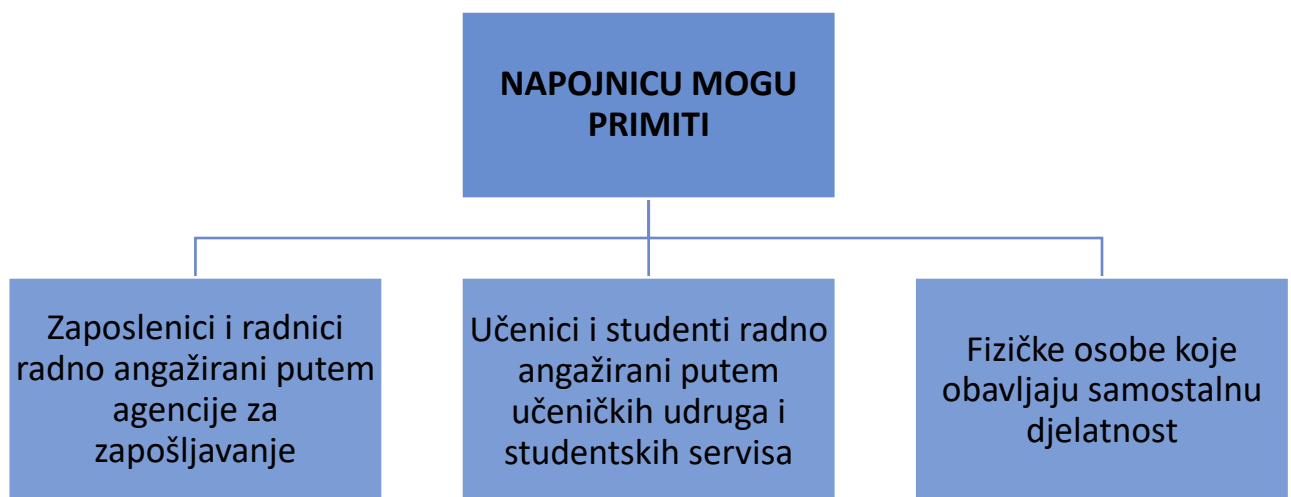 NAPOJNICU MOGU
PRIMITI
Zaposlenici i radnici
radno angažirani putem
agencije za
zapošljavanje
Učenici i studenti radno
angažirani putem
učeničkih udruga i
studentskih servisa
Fizičke osobe koje
obavljaju samostalnu
djelatnost